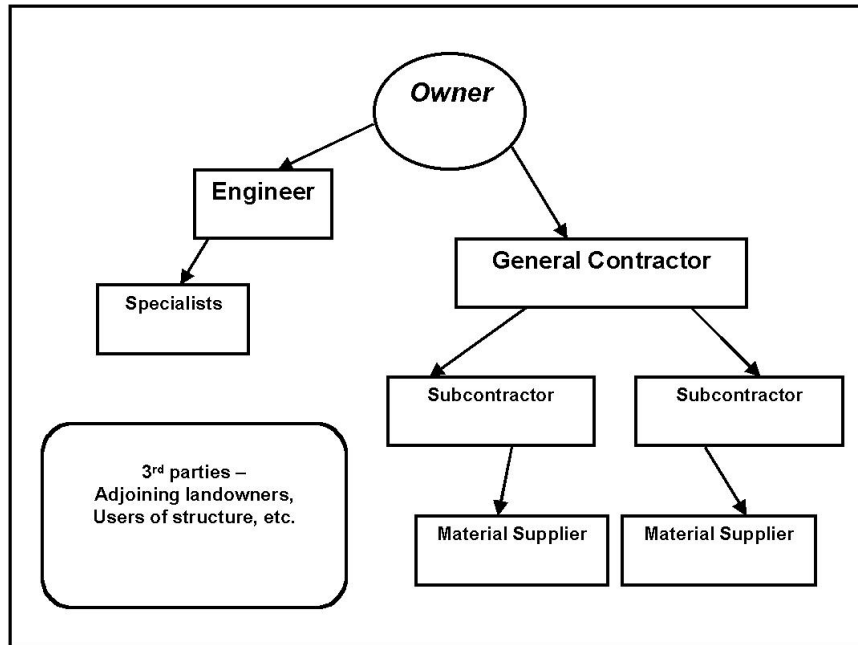 Owner
Engineer
General Contractor
Specialists
Subcontractor
Subcontractor
3rd parties –
Adjoining landowners,
Users of structure, etc.
Material Supplier
Material Supplier